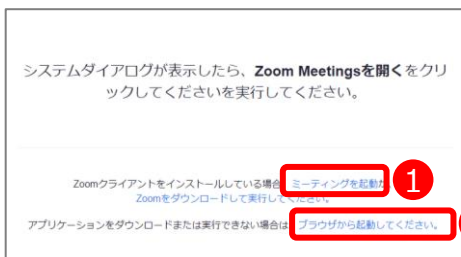 システムダイアログが表示したら、Zoom Meetingsを開くをクリ
ックしてくださいを実行してください。
Zoomクライアントをインストールしている場合、ミーティングを起動か、
1
Zoomをダウンロードして実行してください。
アプリケーションをダウンロードまたは実行できない場合は、ブラウザから起動してください。